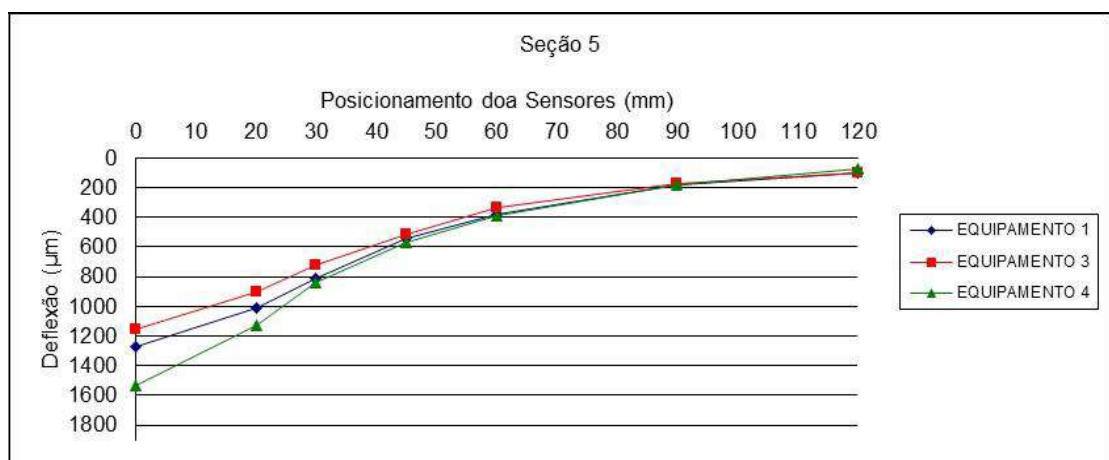 Seção 5
Posicionamento doa Sensores (mm)
0 10 20 30 40 50 60 70 80 90 100 110 120
Deflexão (µm)
0
200
400
600
800
1000
1200
1400
1600
1800
EQUIPAMENTO 1
EQUIPAMENTO 3
EQUIPAMENTO 4